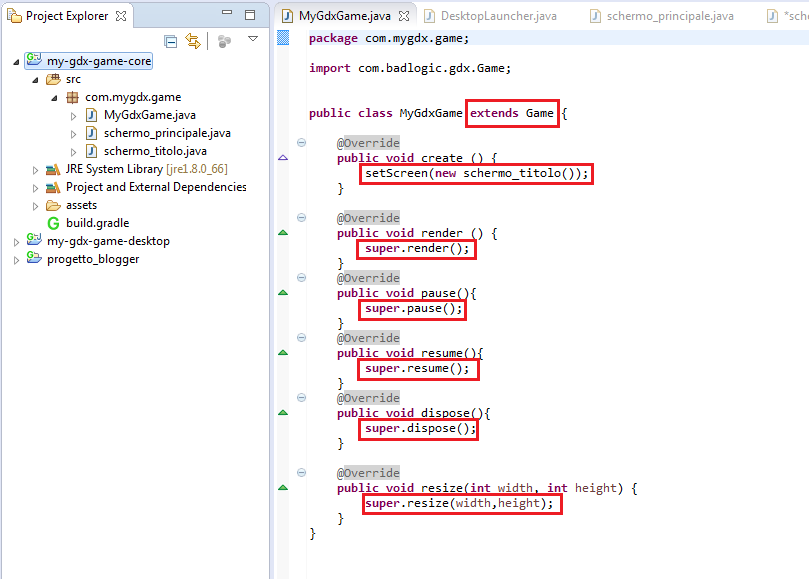 Project Explorer
my-gdx-game-core
src
com.mygdx.game
MyGdxGame.java
schermo_principale.java
schermo_titolo.java
JRE System Library [jre1.8.0_66]
Project and External Dependencies
assets
build.gradle
my-gdx-game-desktop
progetto_blogger
MyGdxGame.java DesktopLauncher.java schermo_principale.java *sche
package com.mygdx.game;
import com.badlogic.gdx.Game;
public class MyGdxGame extends Game {
@Override
public void create () {
setScreen(new schermo_titolo());
}
@Override
public void render () {
super.render();
}
@Override
public void pause(){
super.pause();
}
@Override
public void resume(){
super.resume();
}
@Override
public void dispose(){
super.dispose();
}
@Override
public void resize(int width, int height) {
super.resize(width,height);
}
}